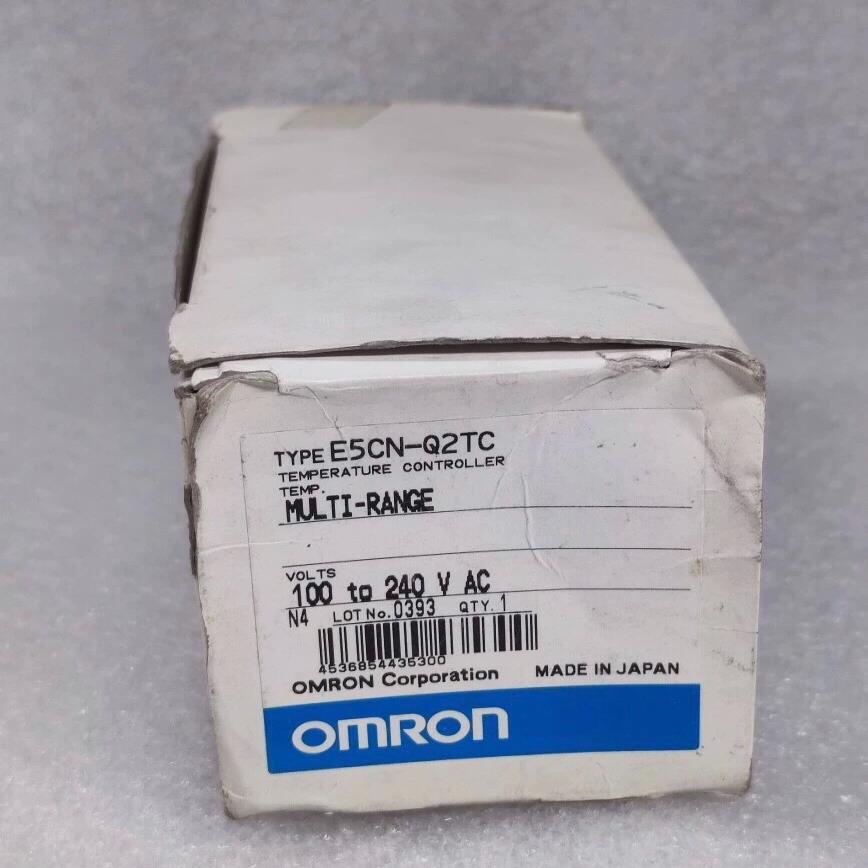 TYPE E5CN-Q2TC
TEMPERATURE CONTROLLER
TEMP.
MULTI-RANGE
VOLTS
100 to 240 V AC
N4 LOT No. 0393 QTY. 1
4536854435300
OMRON Corporation MADE IN JAPAN
OMRON